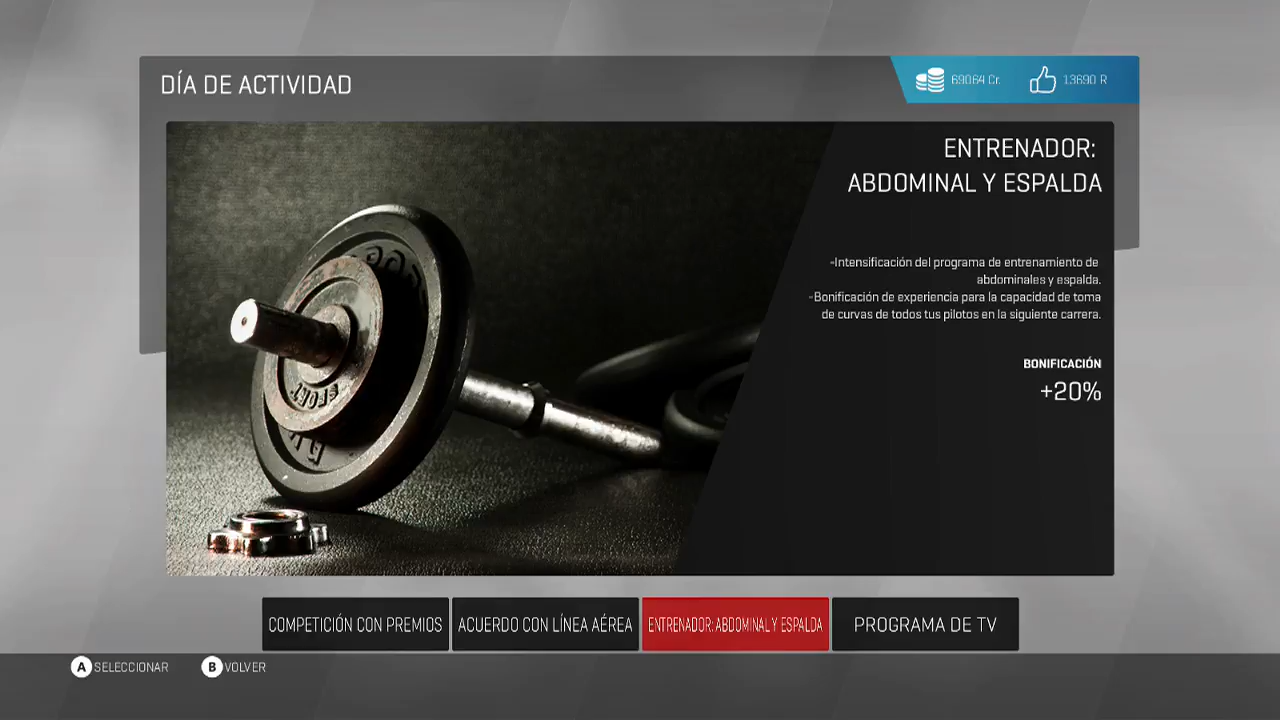 DÍA DE ACTIVIDAD
69064 Cr.
13690 R
ENTRENADOR:
ABDOMINAL Y ESPALDA
-Intensificación del programa de entrenamiento de
abdominales y espalda.
-Bonificación de experiencia para la capacidad de toma
de curvas de todos tus pilotos en la siguiente carrera.
BONIFICACIÓN
+20%
SPORT
COMPETICIÓN CON PREMIOS
ACUERDO CON LÍNEA AÉREA
ENTRENADOR: ABDOMINAL Y ESPALDA
PROGRAMA DE TV
A SELECCIONAR
B VOLVER